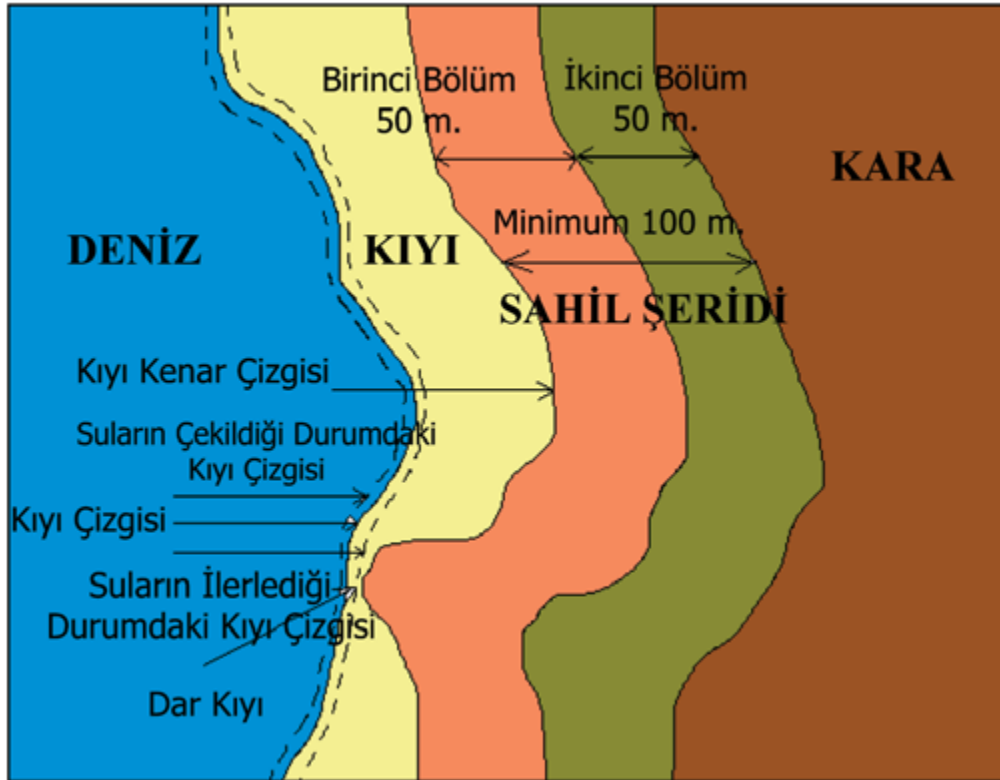 Birinci Bölüm
50 m.
İkinci Bölüm
50 m.
KARA
Minimum 100 m.
DENİZ
KIYI
SAHİL ŞERİDİ
Kıyı Kenar Çizgisi
Suların Çekildiği Durumdaki
Kıyı Çizgisi
Kıyı Çizgisi
Suların İlerlediği
Durumdaki Kıyı Çizgisi
Dar Kıyı